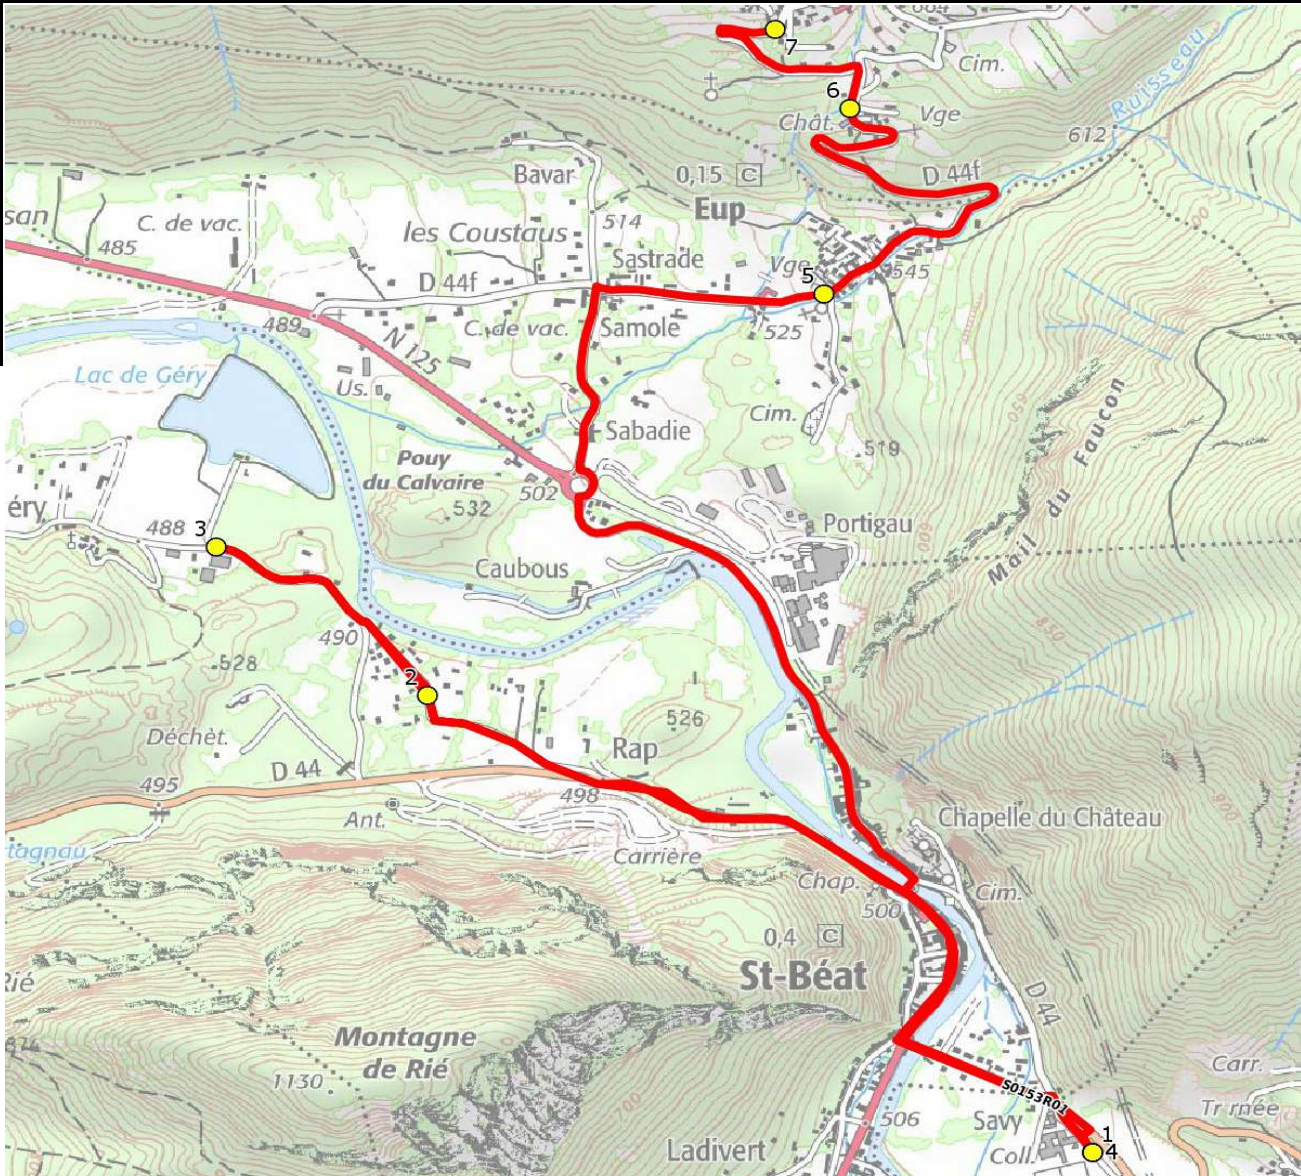 7
Cim.
Ruisseau
6
Chât.
Vge
612
Bavar
0,15 C
D 44f
Eup
san
C. de vac.
514
485
les Coustaus
Sastrade
Vge
5
545
D 44f
489
C. de vac.
Samole
525
N 125
Lac de Géry
Us.
Cim.
Sabadie
519
Mail du Faucon
Pouy
du Calvaire
502
532
éry
488
3
Portigau
Caubous
490
850
528
2
526
Déchèt.
Rap
D 44
495
498
Ant.
Chapelle du Château
tagnau
Carrière
Chap.
Cim.
500
0,4 C
St-Béat
Rié
D 44
Montagne
de Rié
1130
S0153R01
Carr.
506
Savy
1
4
Ladivert
Coll.